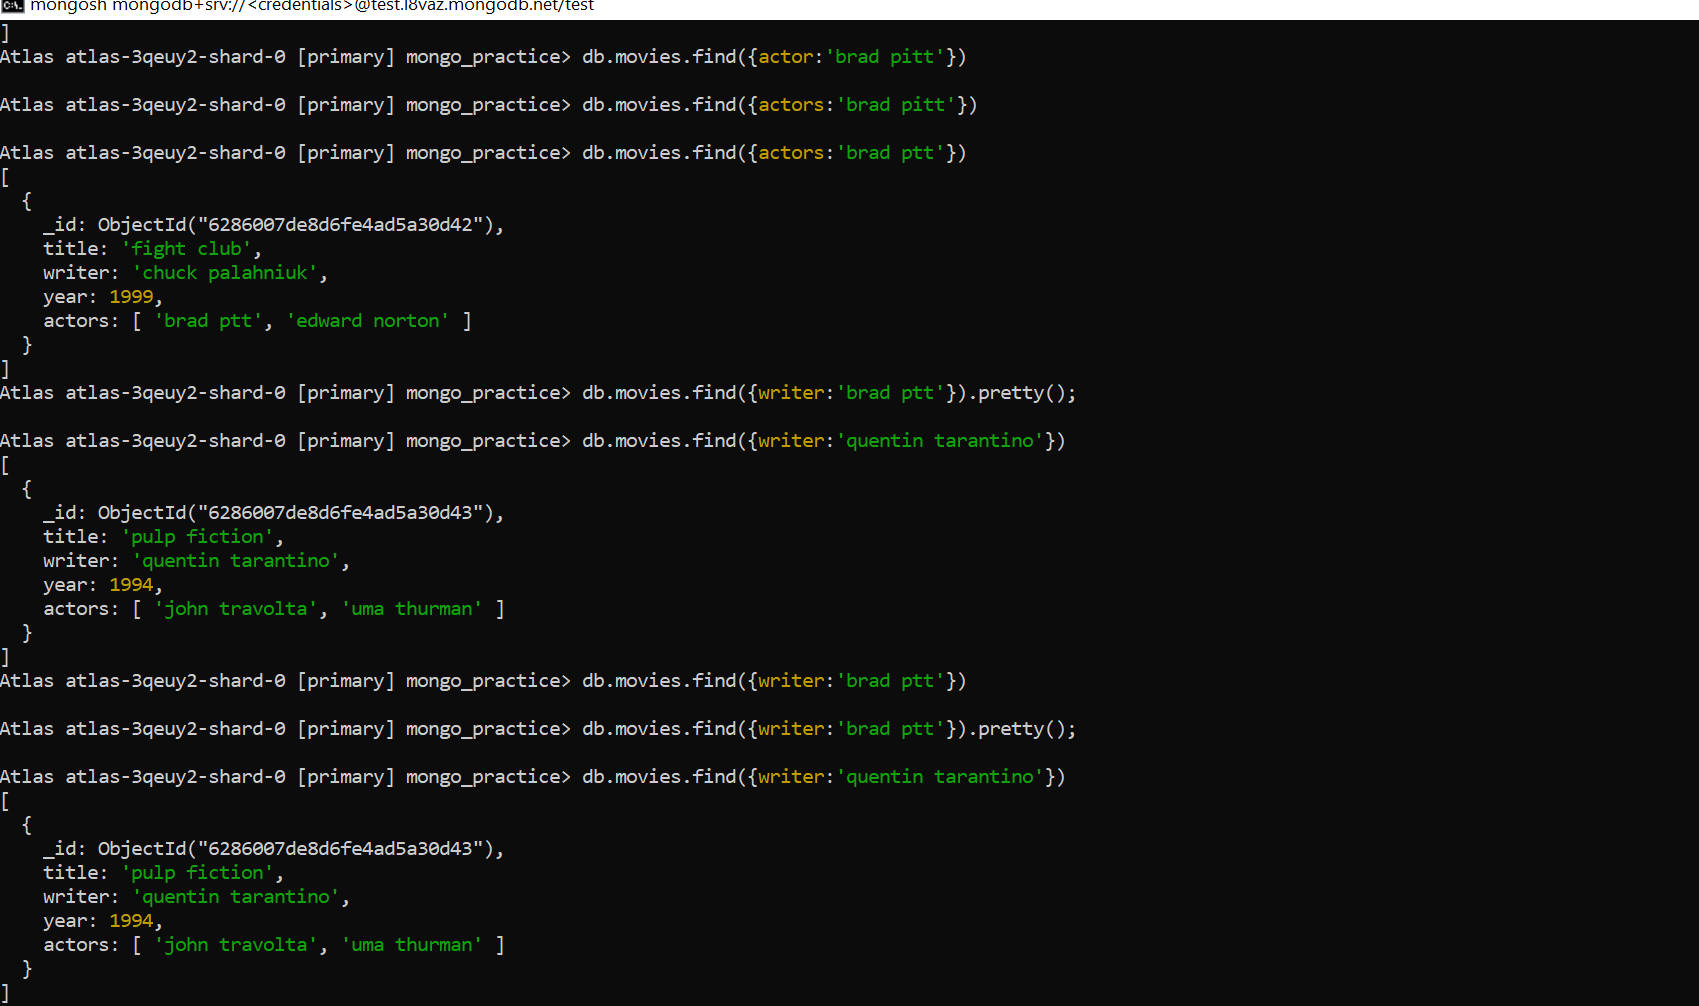 mongosh mongodb+srv://<credentials>@test.l8vaz.mongodb.net/test
]
Atlas atlas-3qeuy2-shard-0 [primary] mongo_practice> db.movies.find({actor:'brad pitt'})
Atlas atlas-3qeuy2-shard-0 [primary] mongo_practice> db.movies.find({actors:'brad pitt'})
Atlas atlas-3qeuy2-shard-0 [primary] mongo_practice> db.movies.find({actors:'brad ptt'})
[
  {
    _id: ObjectId("6286007de8d6fe4ad5a30d42"),
    title: 'fight club',
    writer: 'chuck palahniuk',
    year: 1999,
    actors: [ 'brad ptt', 'edward norton' ]
  }
]
Atlas atlas-3qeuy2-shard-0 [primary] mongo_practice> db.movies.find({writer:'brad ptt'}).pretty();
Atlas atlas-3qeuy2-shard-0 [primary] mongo_practice> db.movies.find({writer:'quentin tarantino'})
[
  {
    _id: ObjectId("6286007de8d6fe4ad5a30d43"),
    title: 'pulp fiction',
    writer: 'quentin tarantino',
    year: 1994,
    actors: [ 'john travolta', 'uma thurman' ]
  }
]
Atlas atlas-3qeuy2-shard-0 [primary] mongo_practice> db.movies.find({writer:'brad ptt'})
Atlas atlas-3qeuy2-shard-0 [primary] mongo_practice> db.movies.find({writer:'brad ptt'}).pretty();
Atlas atlas-3qeuy2-shard-0 [primary] mongo_practice> db.movies.find({writer:'quentin tarantino'})
[
  {
    _id: ObjectId("6286007de8d6fe4ad5a30d43"),
    title: 'pulp fiction',
    writer: 'quentin tarantino',
    year: 1994,
    actors: [ 'john travolta', 'uma thurman' ]
  }
]